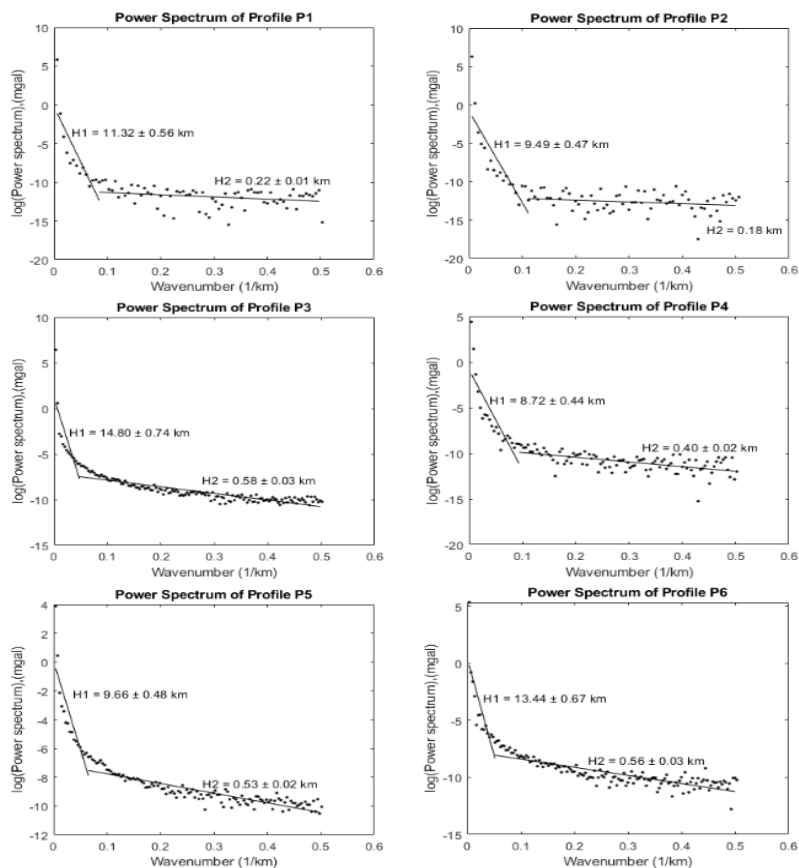 Power Spectrum of Profile P1
10
5
0
-5
-10
-15
-20
log(Power spectrum),(mgal)
H1 = 11.32 ± 0.56 km
H2 = 0.22 ± 0.01 km
0
0.1
0.2
0.3
0.4
0.5
0.6
Wavenumber (1/km)
Power Spectrum of Profile P2
10
5
0
-5
-10
-15
-20
log(Power spectrum),(mgal)
H1 = 9.49 ± 0.47 km
H2 = 0.18 ± 0.01 km
0
0.1
0.2
0.3
0.4
0.5
0.6
Wavenumber (1/km)
Power Spectrum of Profile P3
10
5
0
-5
-10
-15
log(Power spectrum),(mgal)
H1 = 14.80 ± 0.74 km
H2 = 0.58 ± 0.03 km
0
0.1
0.2
0.3
0.4
0.5
0.6
Wavenumber (1/km)
Power Spectrum of Profile P4
5
0
-5
-10
-15
-20
log(Power spectrum),(mgal)
H1 = 8.72 ± 0.44 km
H2 = 0.40 ± 0.02 km
0
0.1
0.2
0.3
0.4
0.5
0.6
Wavenumber (1/km)
Power Spectrum of Profile P5
4
2
0
-2
-4
-6
-8
-10
-12
log(Power spectrum),(mgal)
H1 = 9.66 ± 0.48 km
H2 = 0.53 ± 0.02 km
0
0.1
0.2
0.3
0.4
0.5
0.6
Wavenumber (1/km)
Power Spectrum of Profile P6
5
0
-5
-10
-15
log(Power spectrum),(mgal)
H1 = 13.44 ± 0.67 km
H2 = 0.56 ± 0.03 km
0
0.1
0.2
0.3
0.4
0.5
0.6
Wavenumber (1/km)